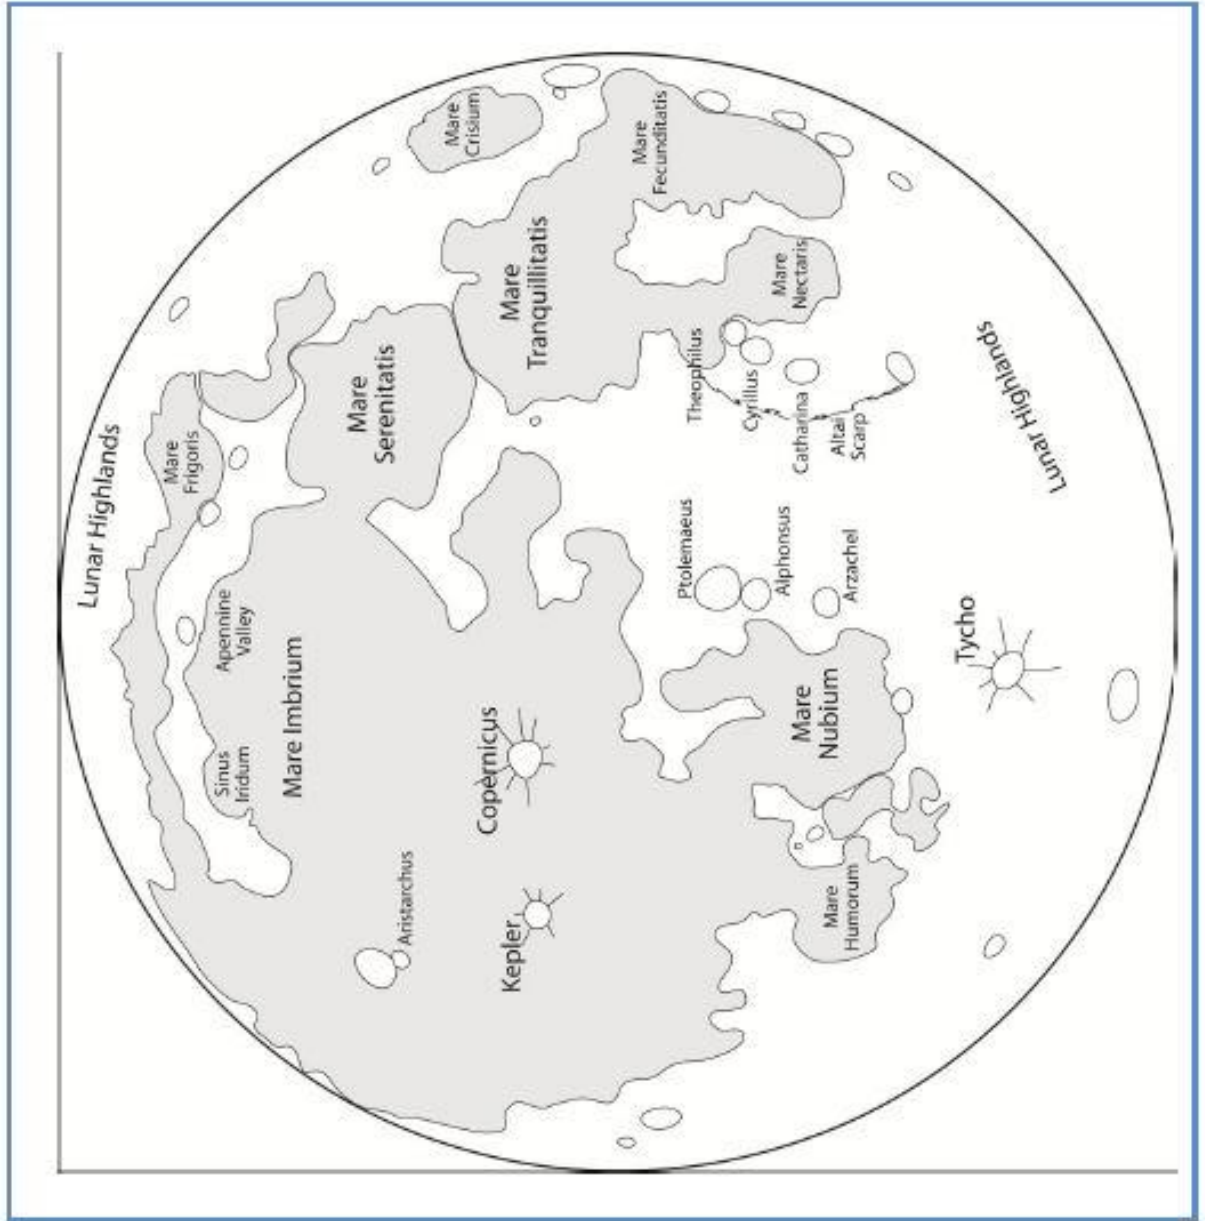 Lunar Highlands
Mare
Frigoris
Apennine
Valley
Sinus
Iridum
Mare Imbrium
Mare
Serenitatis
Aristarchus
Mare
Crisium
Mare
Tranquillitatis
Copernicus
Kepler
Mare
Fecunditatis
Mare
Nectaris
Theophilus
Cyrillus
Catharina
Altai
Scarp
Ptolemaeus
Alphonsus
Arzachel
Mare
Nubium
Mare
Humorum
Tycho
Lunar Highlands